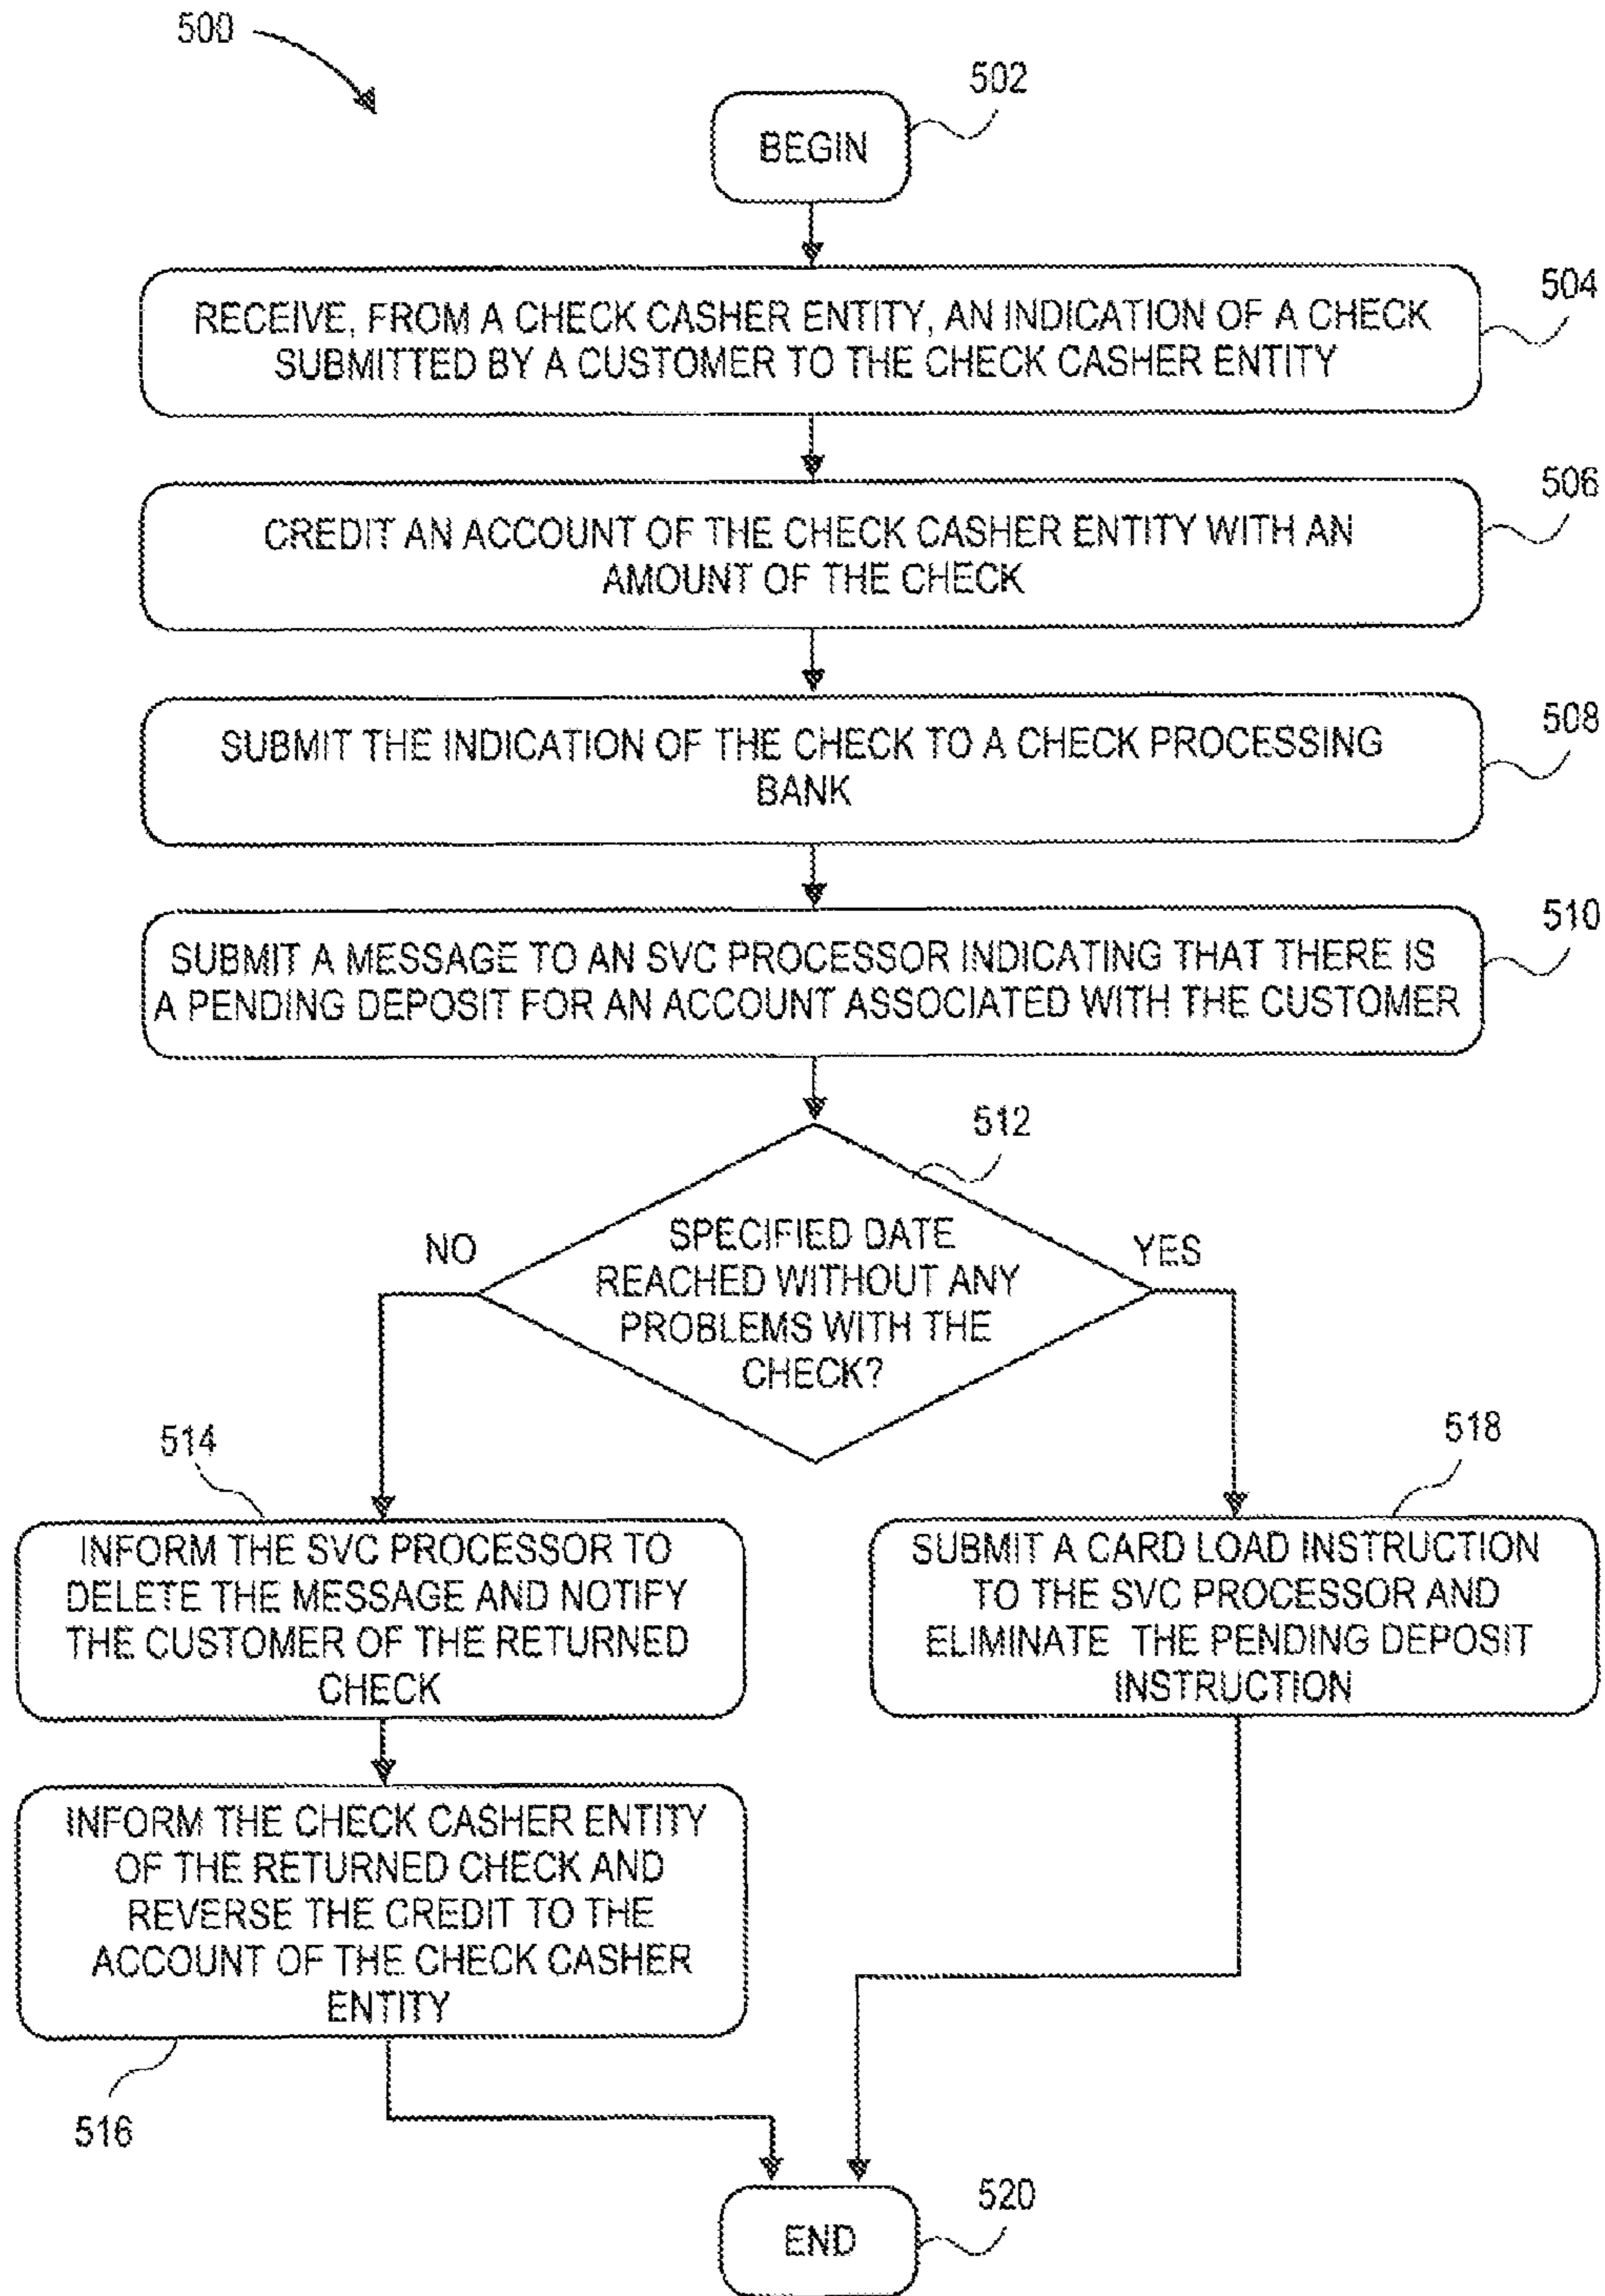 500
502
BEGIN
504
RECEIVE, FROM A CHECK CASHER ENTITY, AN INDICATION OF A CHECK
SUBMITTED BY A CUSTOMER TO THE CHECK CASHER ENTITY
506
CREDIT AN ACCOUNT OF THE CHECK CASHER ENTITY WITH AN
AMOUNT OF THE CHECK
508
SUBMIT THE INDICATION OF THE CHECK TO A CHECK PROCESSING
BANK
510
SUBMIT A MESSAGE TO AN SVC PROCESSOR INDICATING THAT THERE IS
A PENDING DEPOSIT FOR AN ACCOUNT ASSOCIATED WITH THE CUSTOMER
512
NO
YES
SPECIFIED DATE
REACHED WITHOUT ANY
PROBLEMS WITH THE
CHECK?
514
INFORM THE SVC PROCESSOR TO
DELETE THE MESSAGE AND NOTIFY
THE CUSTOMER OF THE RETURNED
CHECK
518
SUBMIT A CARD LOAD INSTRUCTION
TO THE SVC PROCESSOR AND
ELIMINATE THE PENDING DEPOSIT
INSTRUCTION
INFORM THE CHECK CASHER ENTITY
OF THE RETURNED CHECK AND
REVERSE THE CREDIT TO THE
ACCOUNT OF THE CHECK CASHER
ENTITY
516
520
END